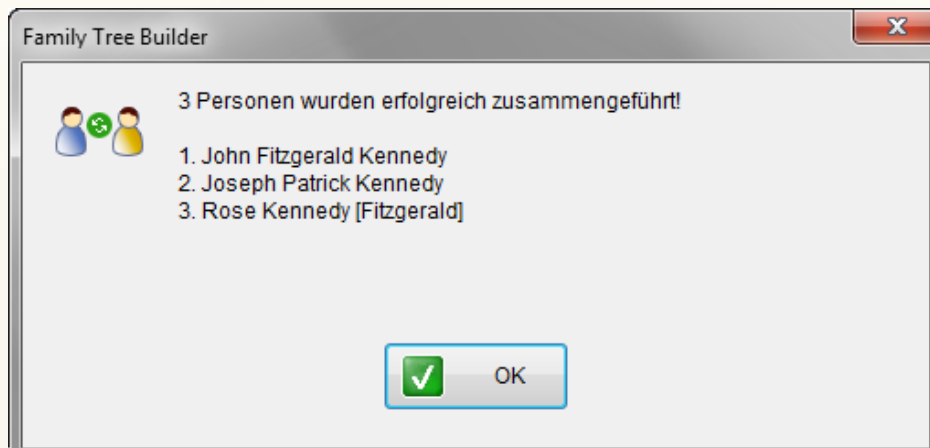 Family Tree Builder
3 Personen wurden erfolgreich zusammengeführt!
1. John Fitzgerald Kennedy
2. Joseph Patrick Kennedy
3. Rose Kennedy [Fitzgerald]
OK